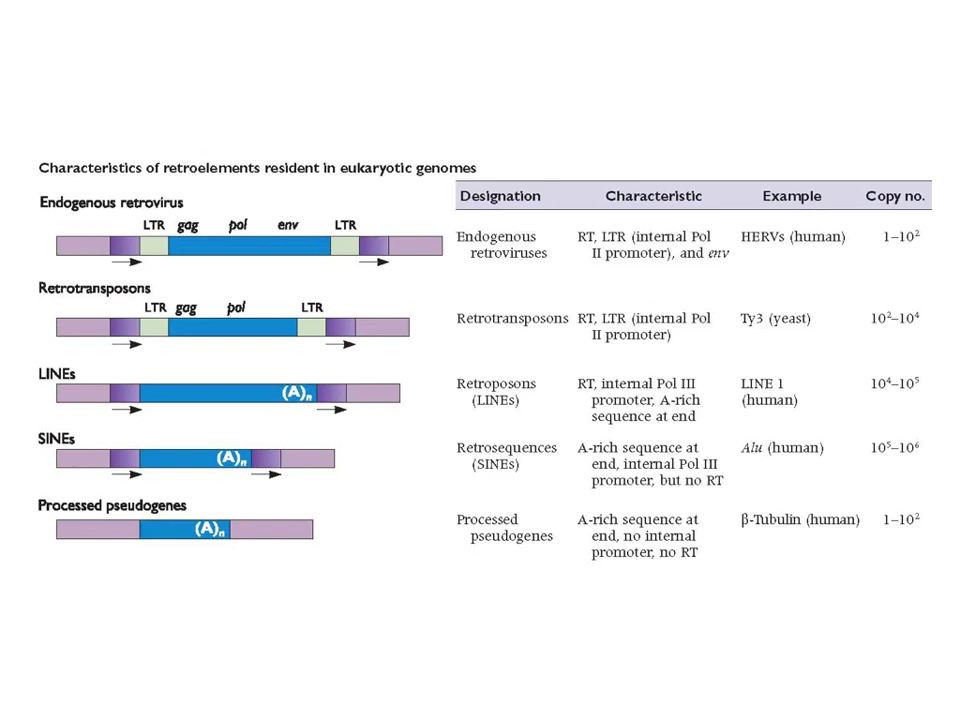 Characteristics of retroelements resident in eukaryotic genomes
Endogenous retrovirus
LTR gag pol env LTR
Retrotransposons
LTR gag pol LTR
LINEs
(A)n
SINEs
(A)n
Processed pseudogenes
(A)n
Designation Characteristic Example Copy no.
Endogenous RT, LTR (internal Pol HERVs (human) 1–10²
retroviruses II promoter), and env
Retrotransposons RT, LTR (internal Pol Ty3 (yeast) 10²–10⁴
II promoter)
Retroposons RT, internal Pol III LINE 1 10⁴–10⁵
(LINEs) promoter, A-rich (human)
sequence at end
Retrosequences A-rich sequence at Alu (human) 10⁵–10⁶
(SINEs) end, internal Pol III
promoter, but no RT
Processed A-rich sequence at β-Tubulin (human) 1–10²
pseudogenes end, no internal
promoter, no RT